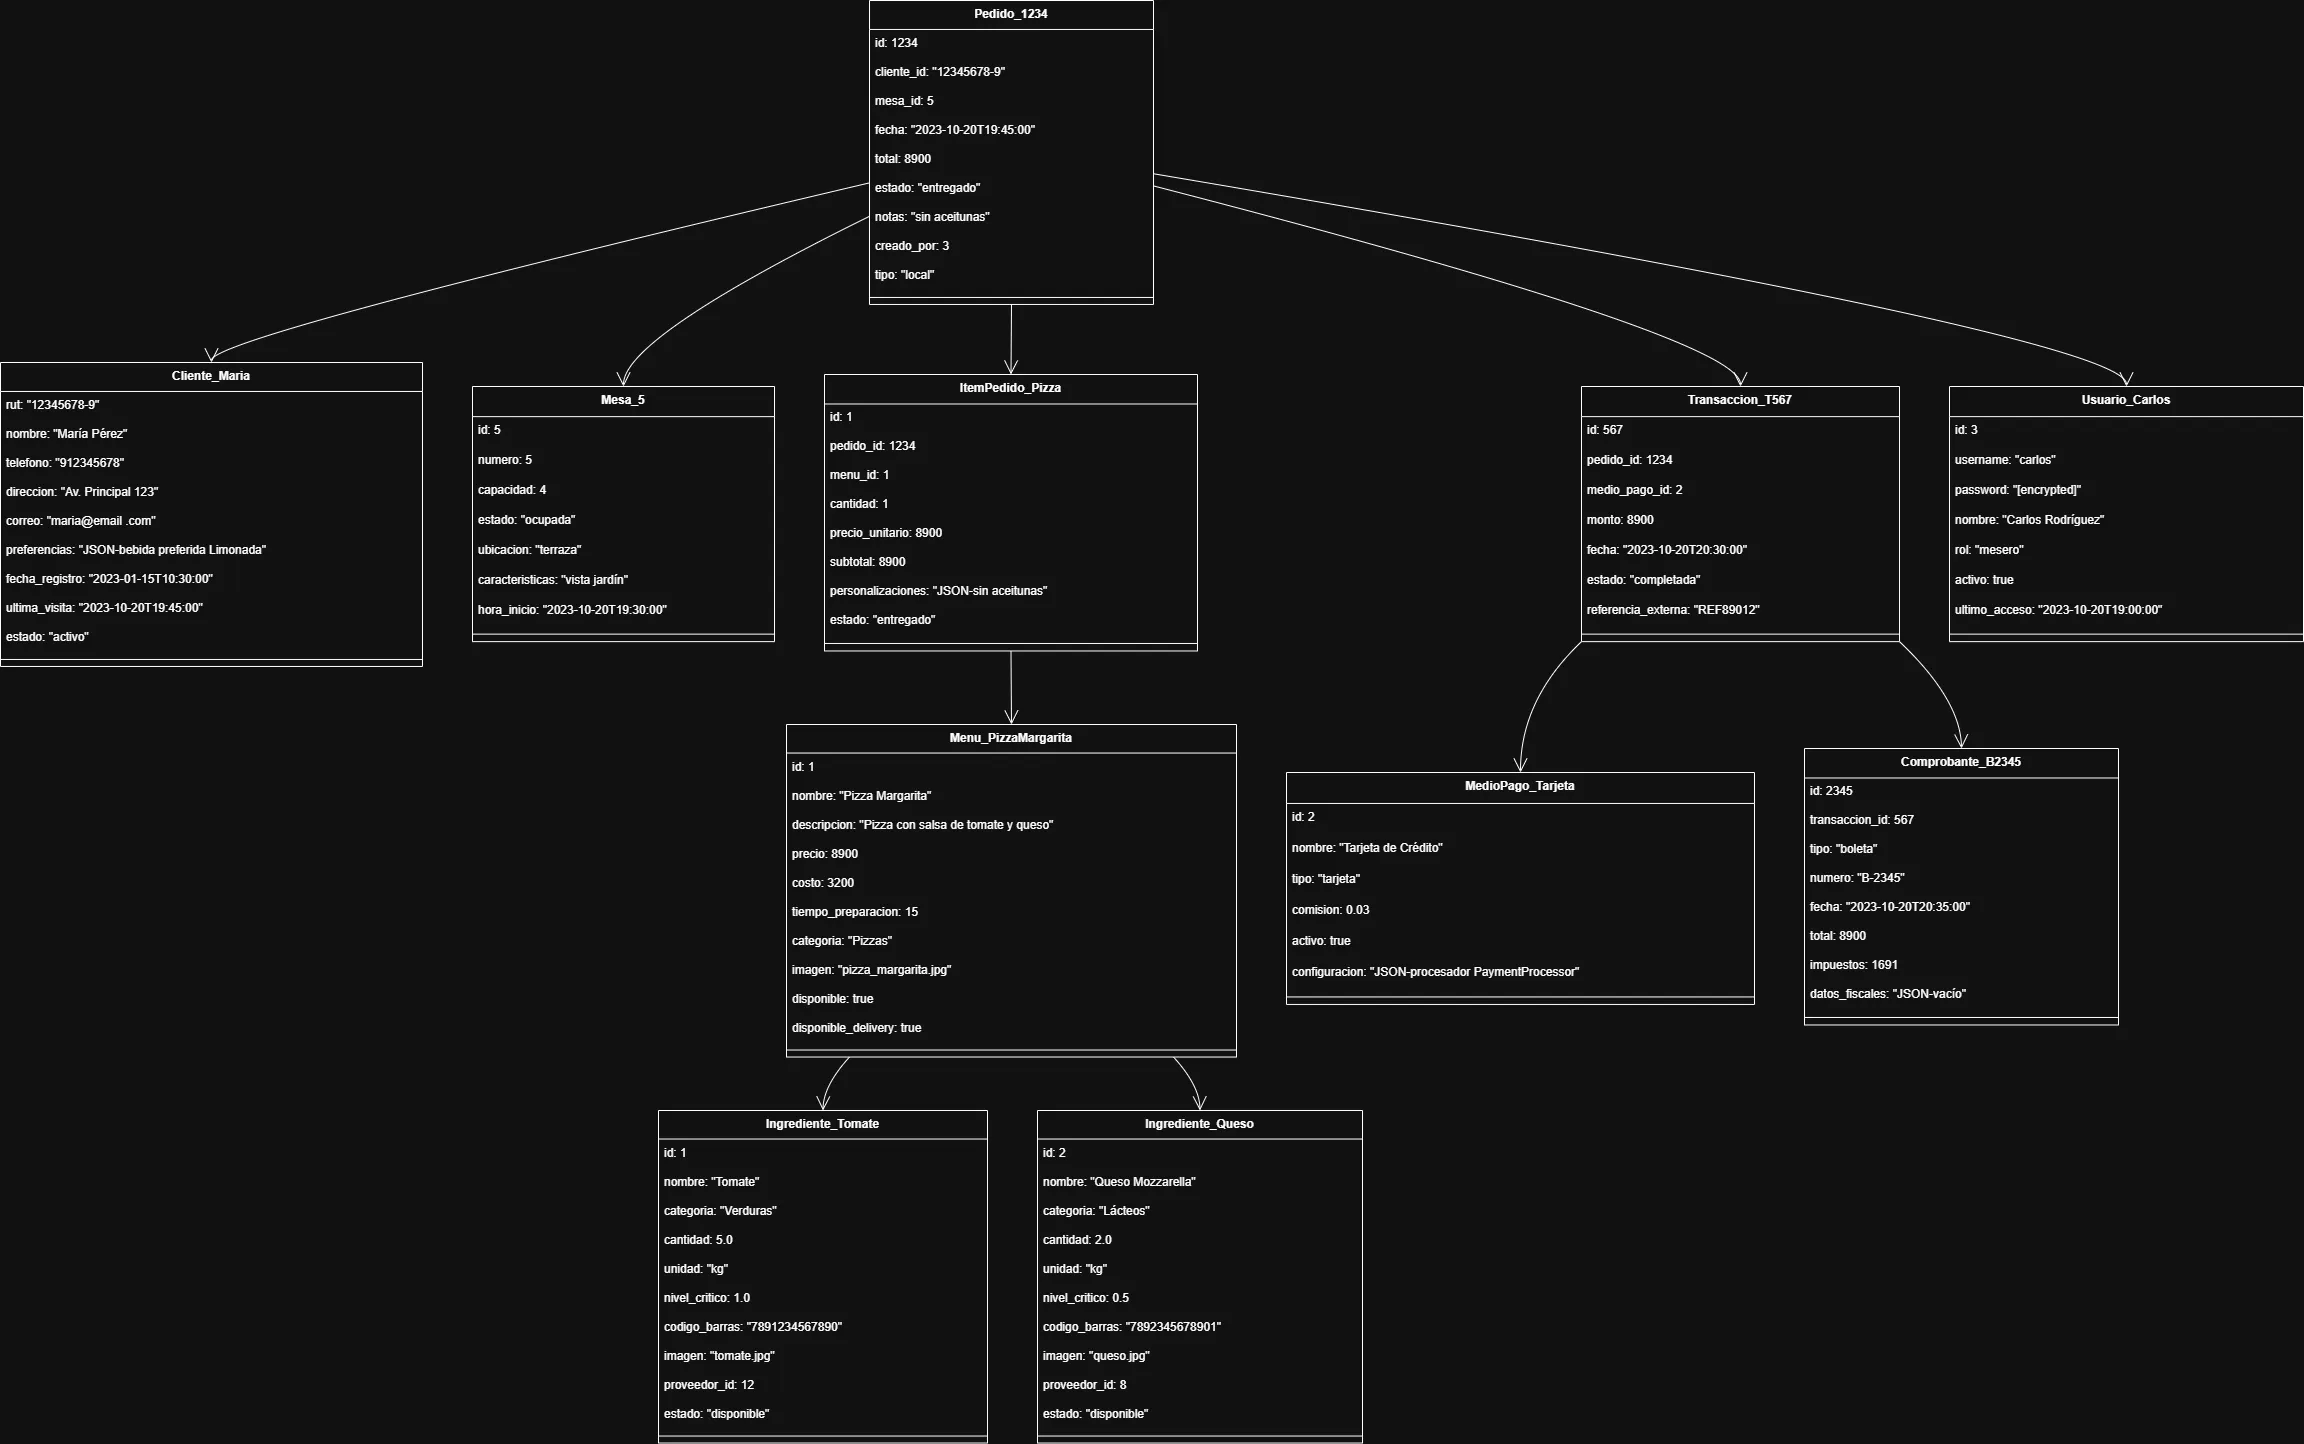 Pedido_1234
id: 1234
cliente_id: "12345678-9"
mesa_id: 5
fecha: "2023-10-20T19:45:00"
total: 8900
estado: "entregado"
notas: "sin aceitunas"
creado_por: 3
tipo: "local"
Cliente_Maria
rut: "12345678-9"
nombre: "María Pérez"
telefono: "912345678"
direccion: "Av. Principal 123"
correo: "maria@email .com"
preferencias: "JSON-bebida preferida Limonada"
fecha_registro: "2023-01-15T10:30:00"
ultima_visita: "2023-10-20T19:45:00"
estado: "activo"
Mesa_5
id: 5
numero: 5
capacidad: 4
estado: "ocupada"
ubicacion: "terraza"
caracteristicas: "vista jardín"
hora_inicio: "2023-10-20T19:30:00"
ItemPedido_Pizza
id: 1
pedido_id: 1234
menu_id: 1
cantidad: 1
precio_unitario: 8900
subtotal: 8900
personalizaciones: "JSON-sin aceitunas"
estado: "entregado"
Transaccion_T567
id: 567
pedido_id: 1234
medio_pago_id: 2
monto: 8900
fecha: "2023-10-20T20:30:00"
estado: "completada"
referencia_externa: "REF89012"
Usuario_Carlos
id: 3
username: "carlos"
password: "[encrypted]"
nombre: "Carlos Rodríguez"
rol: "mesero"
activo: true
ultimo_acceso: "2023-10-20T19:00:00"
Menu_PizzaMargarita
id: 1
nombre: "Pizza Margarita"
descripcion: "Pizza con salsa de tomate y queso"
precio: 8900
costo: 3200
tiempo_preparacion: 15
categoria: "Pizzas"
imagen: "pizza_margarita.jpg"
disponible: true
disponible_delivery: true
MedioPago_Tarjeta
id: 2
nombre: "Tarjeta de Crédito"
tipo: "tarjeta"
comision: 0.03
activo: true
configuracion: "JSON-procesador PaymentProcessor"
Comprobante_B2345
id: 2345
transaccion_id: 567
tipo: "boleta"
numero: "B-2345"
fecha: "2023-10-20T20:35:00"
total: 8900
impuestos: 1691
datos_fiscales: "JSON-vacío"
Ingrediente_Tomate
id: 1
nombre: "Tomate"
categoria: "Verduras"
cantidad: 5.0
unidad: "kg"
nivel_critico: 1.0
codigo_barras: "7891234567890"
imagen: "tomate.jpg"
proveedor_id: 12
estado: "disponible"
Ingrediente_Queso
id: 2
nombre: "Queso Mozzarella"
categoria: "Lácteos"
cantidad: 2.0
unidad: "kg"
nivel_critico: 0.5
codigo_barras: "7892345678901"
imagen: "queso.jpg"
proveedor_id: 8
estado: "disponible"